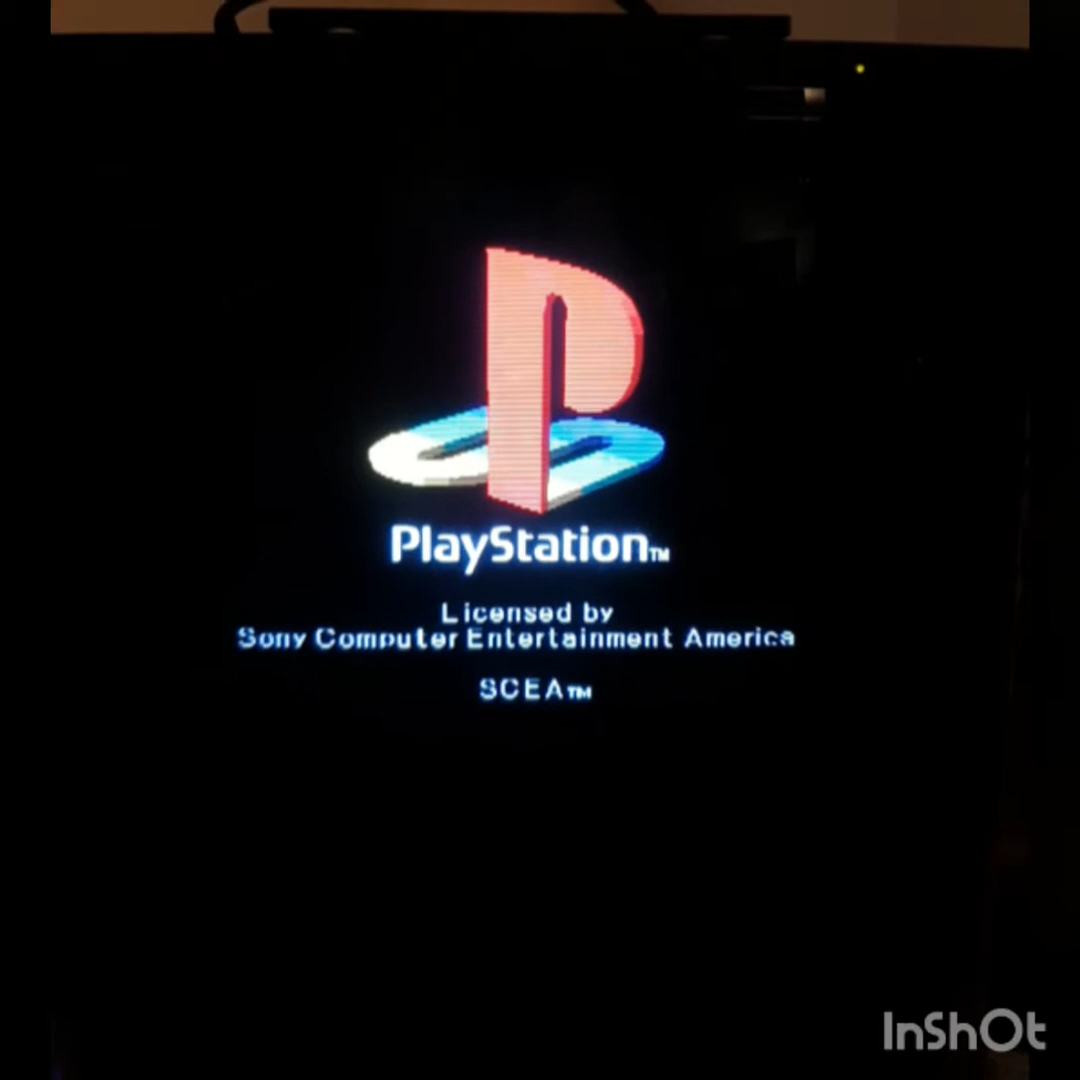 PlayStation™
Licensed by
Sony Computer Entertainment America
SCEA™
InShOt